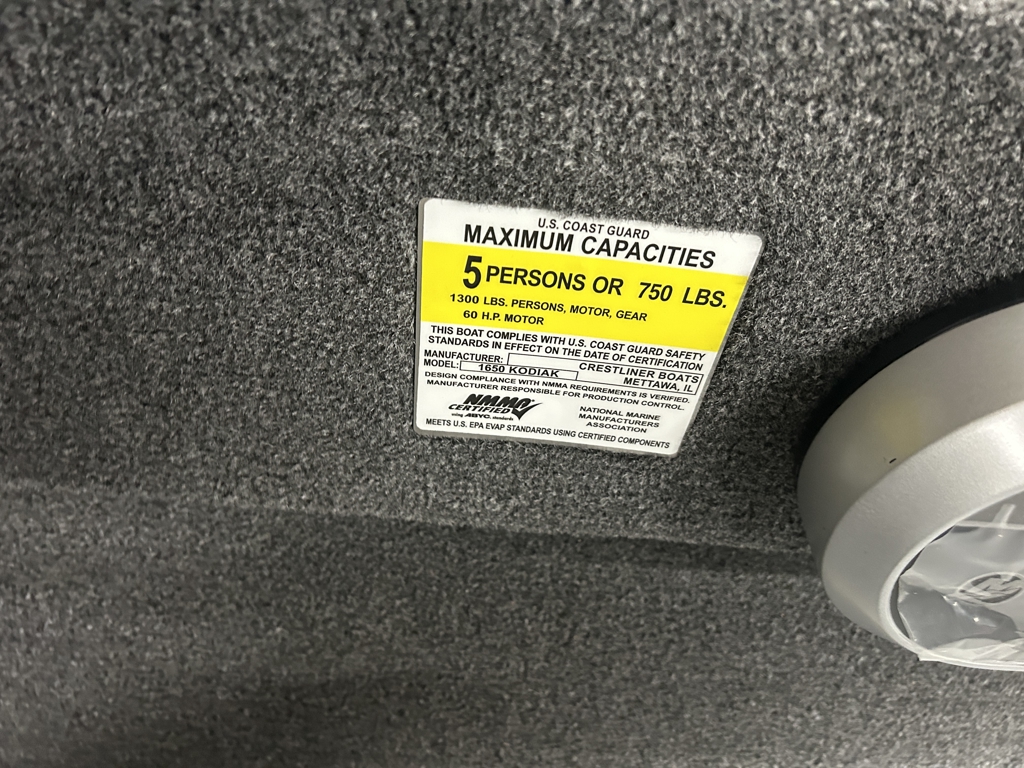 U.S. COAST GUARD
MAXIMUM CAPACITIES
5 PERSONS OR 750 LBS.
1300 LBS. PERSONS, MOTOR, GEAR
60 H.P. MOTOR
THIS BOAT COMPLIES WITH U.S. COAST GUARD SAFETY
STANDARDS IN EFFECT ON THE DATE OF CERTIFICATION
MANUFACTURER: CRESTLINER BOATS
MODEL: 1650 KODIAK METTAWA, IL
DESIGN COMPLIANCE WITH NMMA REQUIREMENTS IS VERIFIED.
MANUFACTURER RESPONSIBLE FOR PRODUCTION CONTROL.
NMMA
CERTIFIED
using ABYC. standards
NATIONAL MARINE
MANUFACTURERS
ASSOCIATION
MEETS U.S. EPA EVAP STANDARDS USING CERTIFIED COMPONENTS